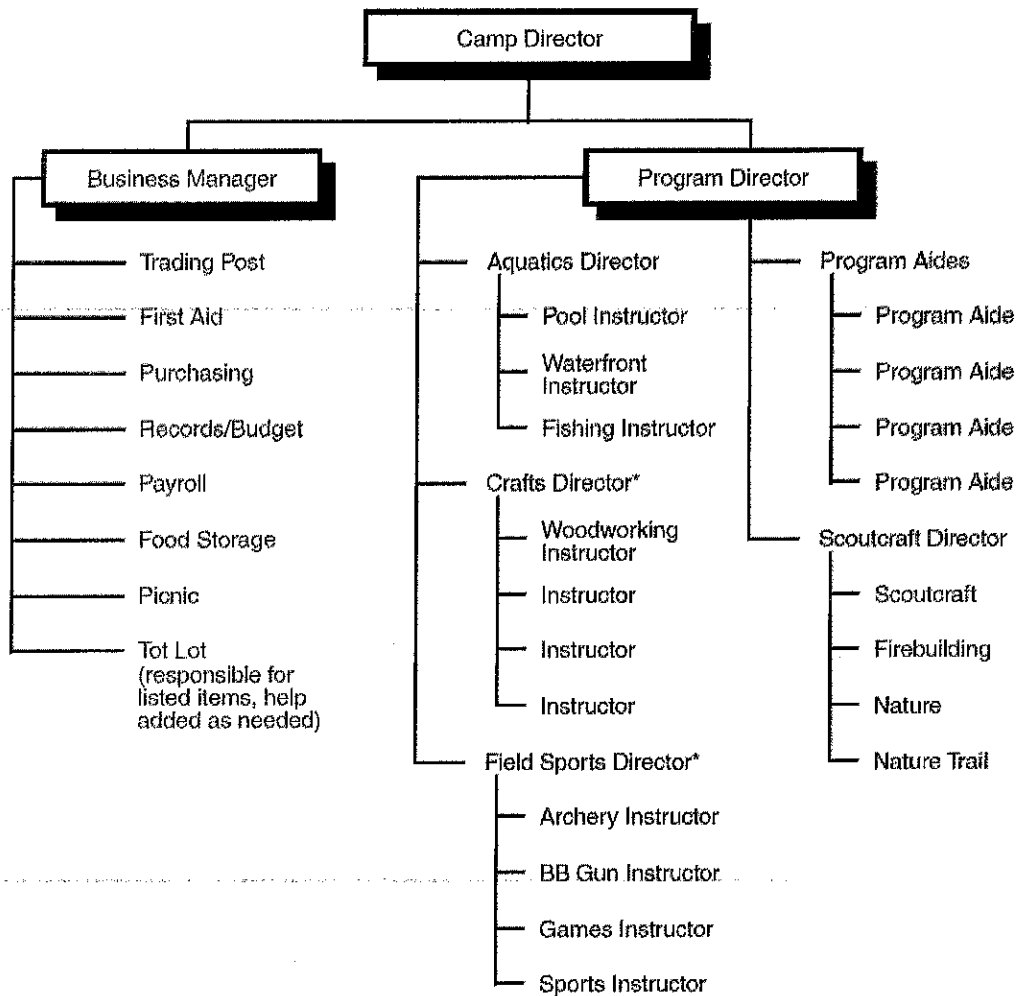 Camp Director
Business Manager
Program Director
Trading Post
First Aid
Purchasing
Records/Budget
Payroll
Food Storage
Picnic
Tot Lot
(responsible for
listed items, help
added as needed)
Aquatics Director
Pool Instructor
Waterfront
Instructor
Fishing Instructor
Crafts Director*
Woodworking
Instructor
Instructor
Instructor
Instructor
Field Sports Director*
Archery Instructor
BB Gun Instructor
Games Instructor
Sports Instructor
Program Aides
Program Aide
Program Aide
Program Aide
Program Aide
Scoutcraft Director
Scoutcraft
Firebuilding
Nature
Nature Trail